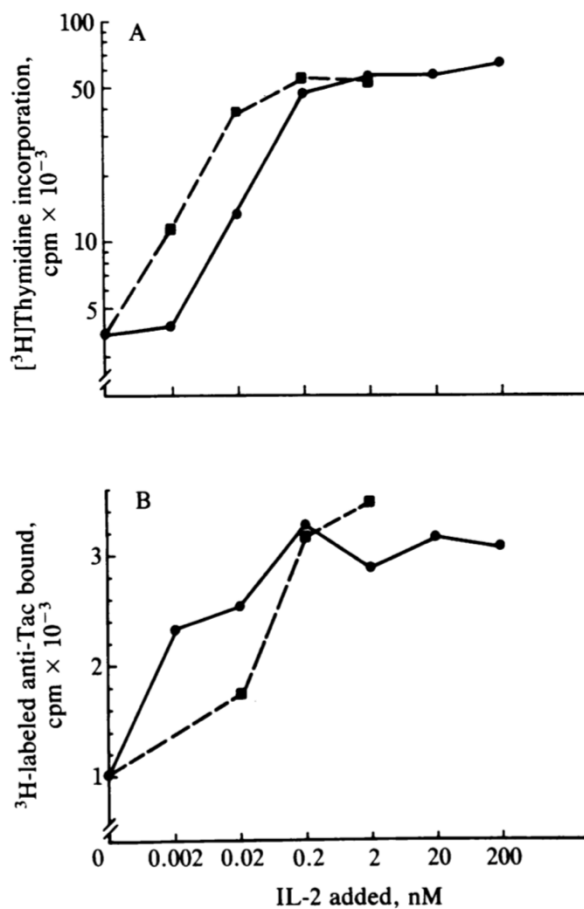 A
100
50
10
5
[³H]Thymidine incorporation,
cpm × 10⁻³
B
3
2
1
³H-labeled anti-Tac bound,
cpm × 10⁻³
0 0.002 0.02 0.2 2 20 200
IL-2 added, nM